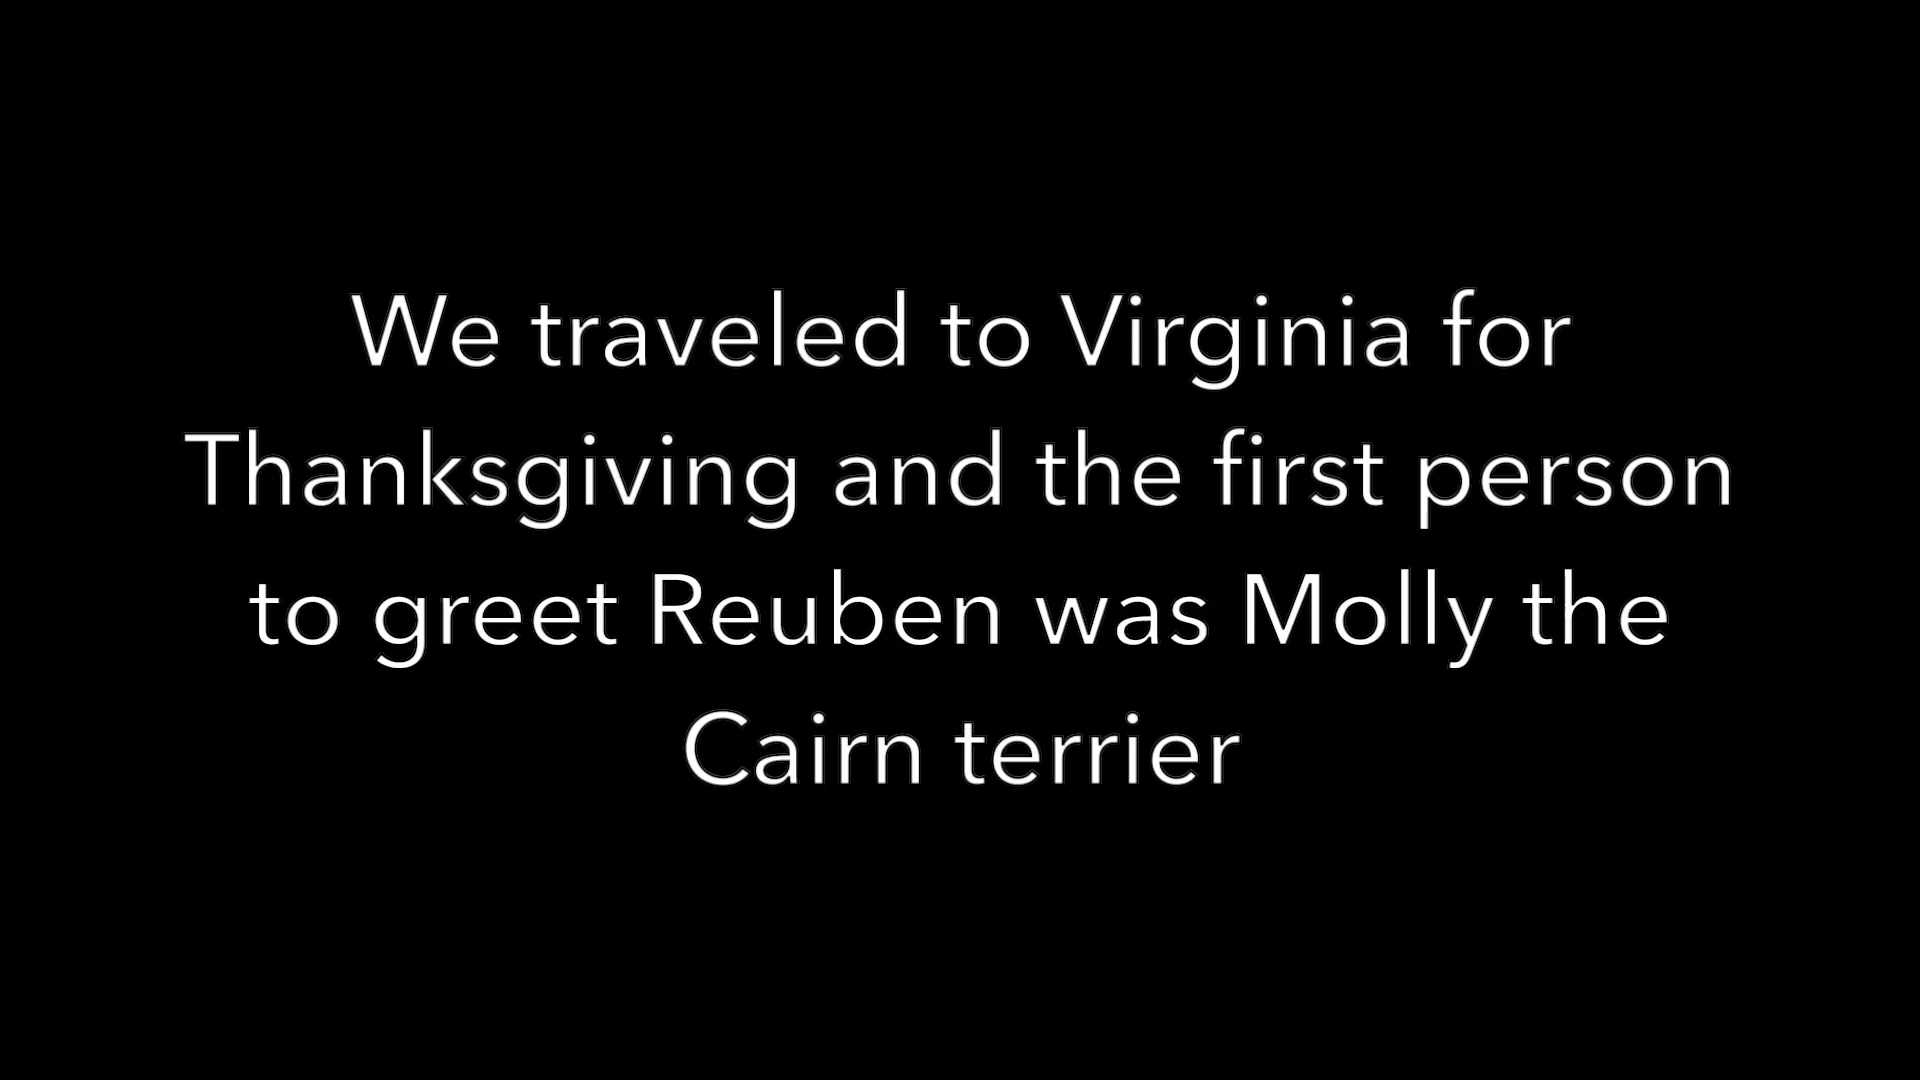 We traveled to Virginia for
Thanksgiving and the first person
to greet Reuben was Molly the
Cairn terrier